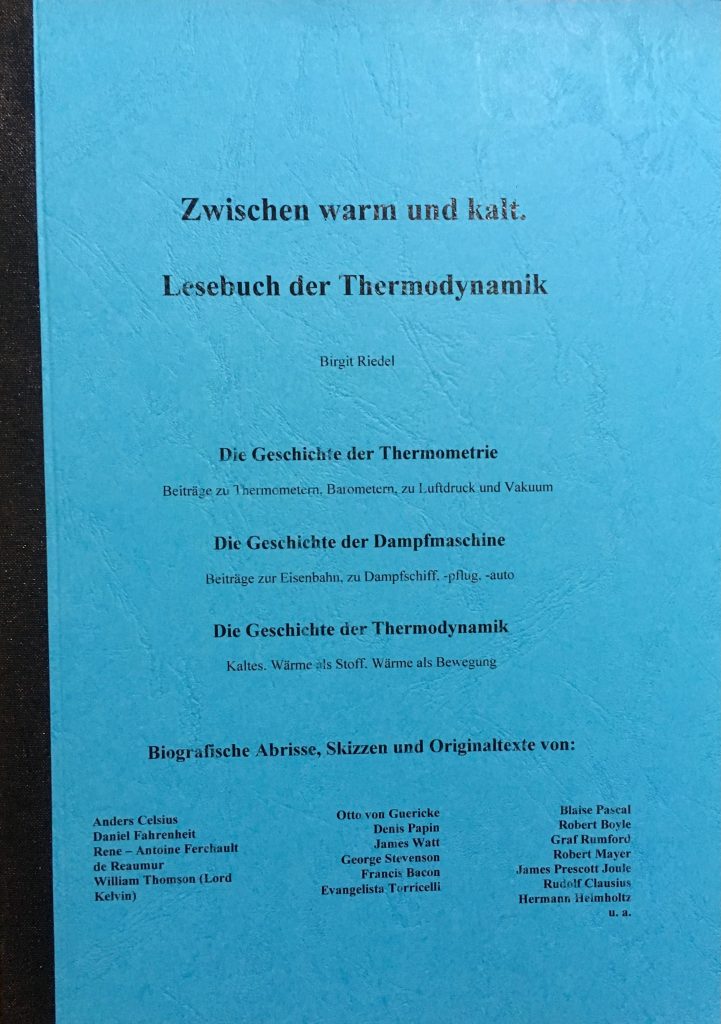 Zwischen warm und kalt.
Lesebuch der Thermodynamik
Birgit Riedel
Die Geschichte der Thermometrie
Beiträge zu Thermometern, Barometern, zu Luftdruck und Vakuum
Die Geschichte der Dampfmaschine
Beiträge zur Eisenbahn, zu Dampfschiff, -pflug, -auto
Die Geschichte der Thermodynamik
Kaltes. Wärme als Stoff. Wärme als Bewegung
Biografische Abrisse, Skizzen und Originaltexte von:
Anders Celsius
Daniel Fahrenheit
Rene – Antoine Ferchault
de Reaumur
William Thomson (Lord
Kelvin)
Otto von Guericke
Denis Papin
James Watt
George Stevenson
Francis Bacon
Evangelista Torricelli
Blaise Pascal
Robert Boyle
Graf Rumford
Robert Mayer
James Prescott Joule
Rudolf Clausius
Hermann Helmholtz
u. a.